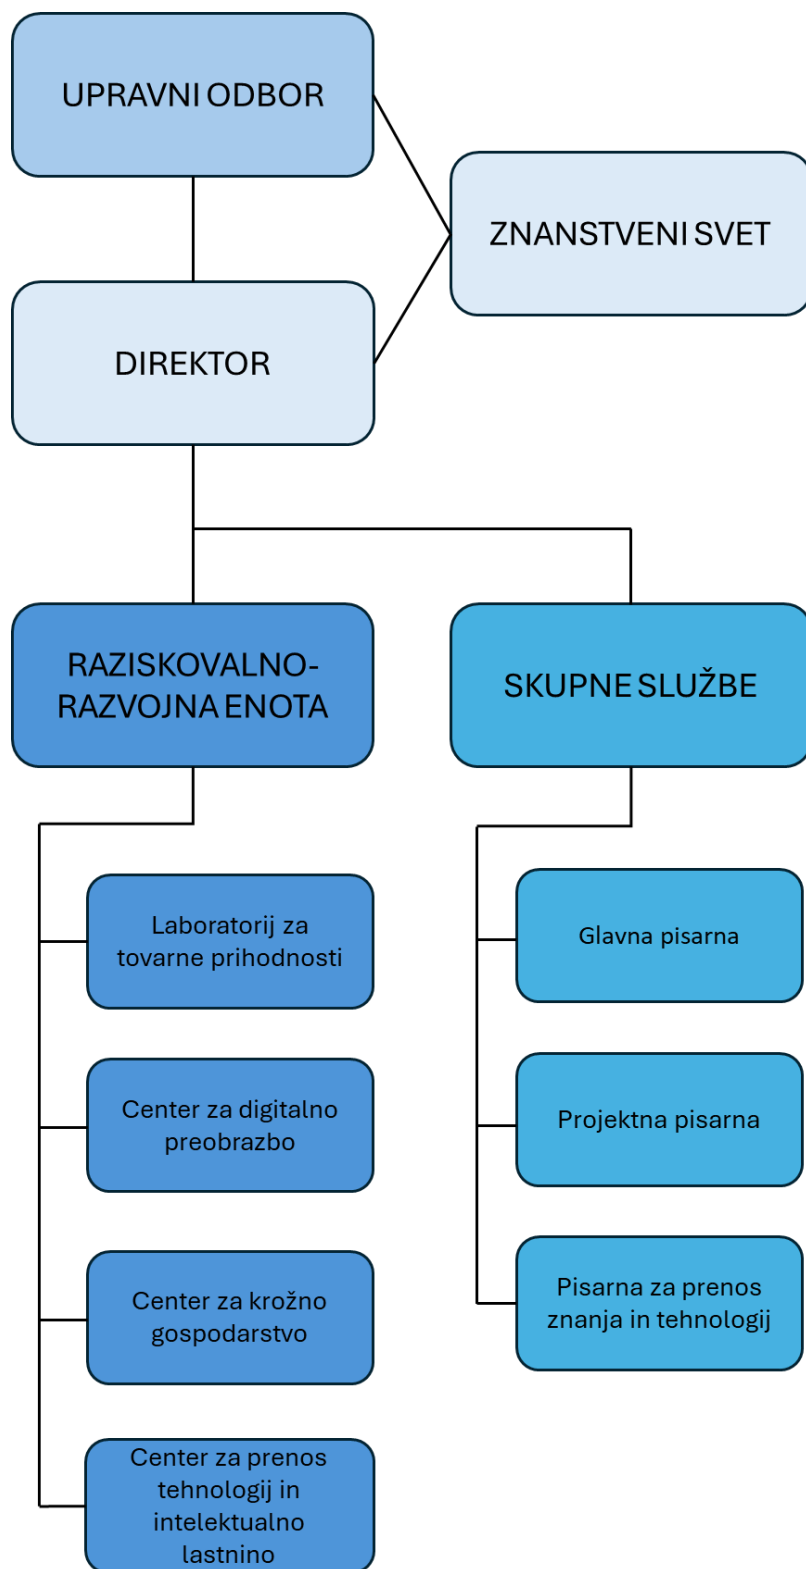 UPRAVNI ODBOR
ZNANSTVENI SVET
DIREKTOR
RAZISKOVALNO-
RAZVOJNA ENOTA
SKUPNE SLUŽBE
Laboratorij za
tovarne prihodnosti
Center za digitalno
preobrazbo
Center za krožno
gospodarstvo
Center za prenos
tehnologij in
intelektualno
lastnino
Glavna pisarna
Projektna pisarna
Pisarna za prenos
znanja in tehnologij